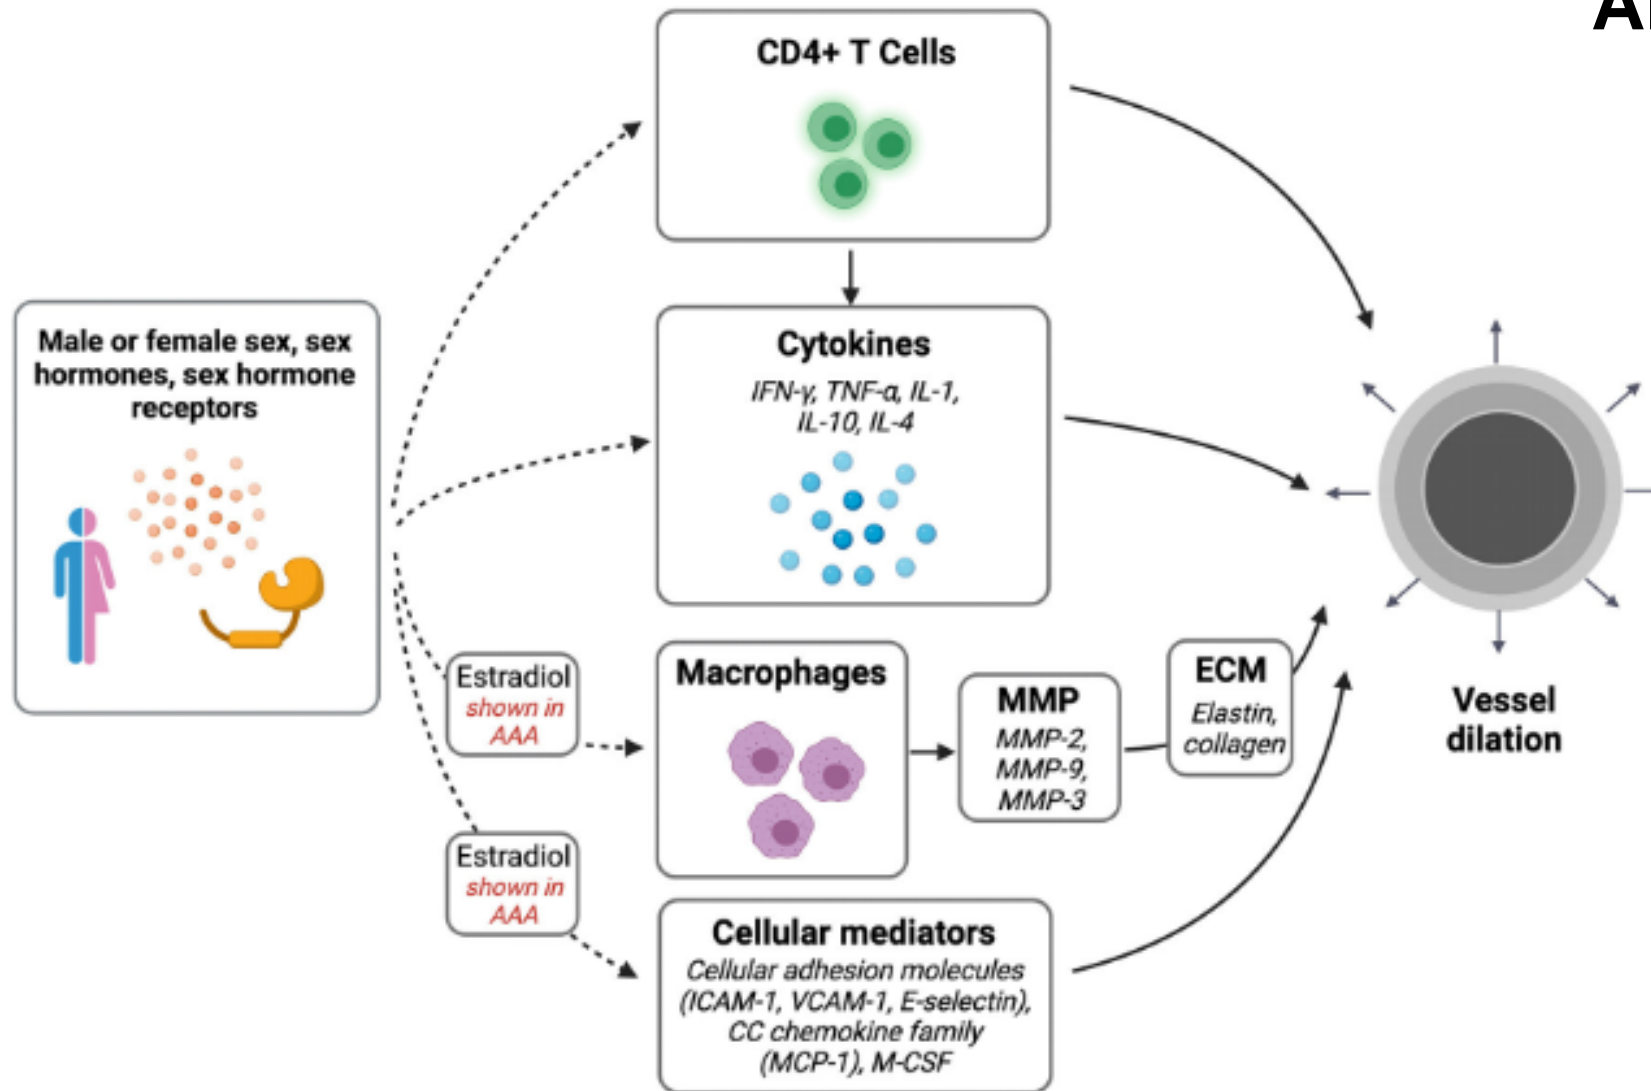 CD4+ T Cells
Male or female sex, sex
hormones, sex hormone
receptors
Cytokines
IFN-γ, TNF-α, IL-1,
IL-10, IL-4
Estradiol
shown in
AAA
Macrophages
MMP
MMP-2,
MMP-9,
MMP-3
ECM
Elastin,
collagen
Vessel
dilation
Estradiol
shown in
AAA
Cellular mediators
Cellular adhesion molecules
(ICAM-1, VCAM-1, E-selectin),
CC chemokine family
(MCP-1), M-CSF